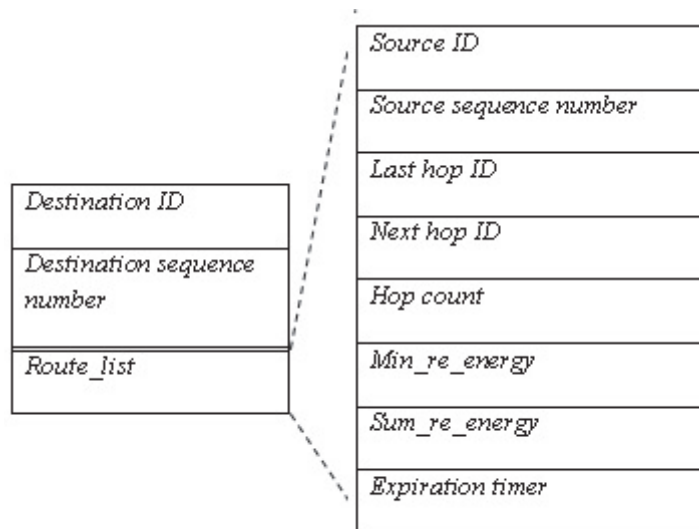 Destination ID
Destination sequence
number
Route_list
Source ID
Source sequence number
Last hop ID
Next hop ID
Hop count
Min_re_energy
Sum_re_energy
Expiration timer